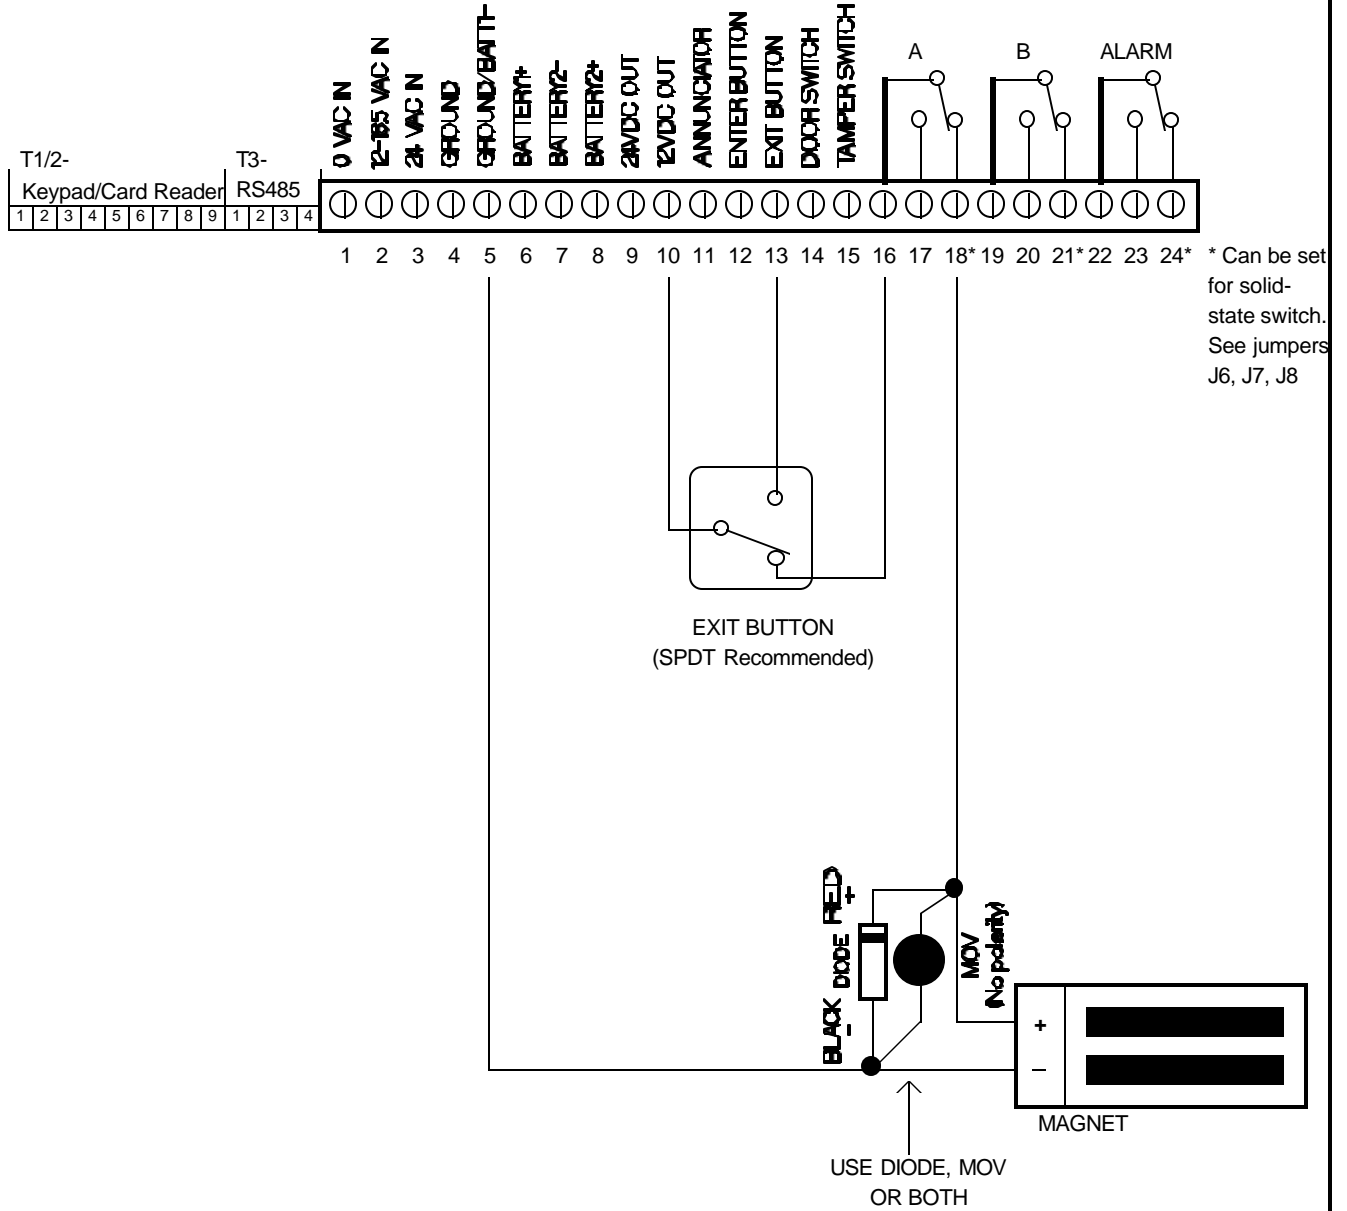 0 VAC IN
12-16.5 VAC IN
24 VAC IN
GROUND
GROUND/BATT1-
BATTERY1+
BATTERY2-
BATTERY2+
24VDC OUT
12VDC OUT
ANNUNCIATOR
ENTER BUTTON
EXIT BUTTON
DOOR SWITCH
TAMPER SWITCH
A B ALARM
T1/2- T3-
Keypad/Card Reader RS485
1 2 3 4 5 6 7 8 9 1 2 3 4
1 2 3 4 5 6 7 8 9 10 11 12 13 14 15 16 17 18* 19 20 21* 22 23 24*
* Can be set
for solid-
state switch.
See jumpers
J6, J7, J8
EXIT BUTTON
(SPDT Recommended)
RED
+
DIODE
BLACK
-
MOV
(No polarity)
+
–
MAGNET
USE DIODE, MOV
OR BOTH